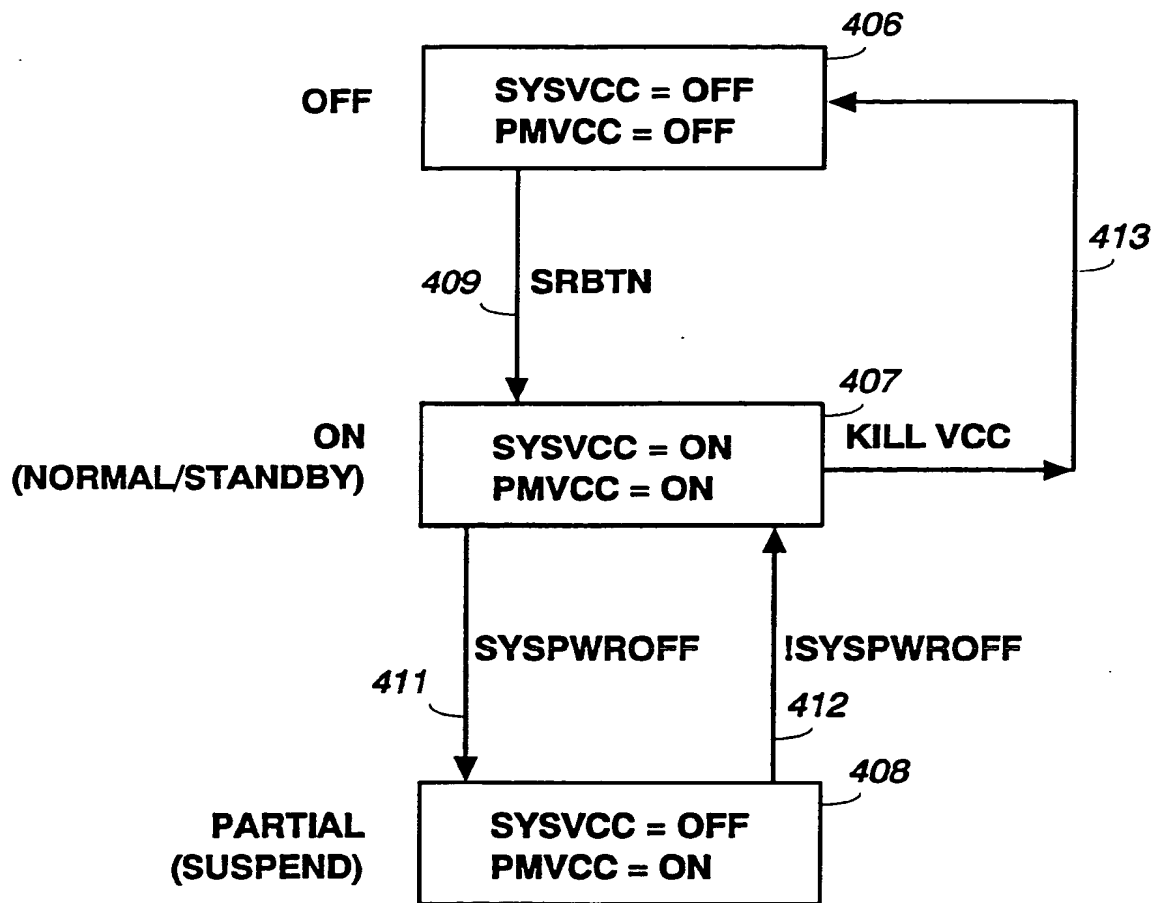 406
OFF
SYSVCC = OFF
PMVCC = OFF
413
409
SRBTN
407
ON
(NORMAL/STANDBY)
SYSVCC = ON
PMVCC = ON
KILL VCC
SYSPWROFF
!SYSPWROFF
411
412
408
PARTIAL
(SUSPEND)
SYSVCC = OFF
PMVCC = ON